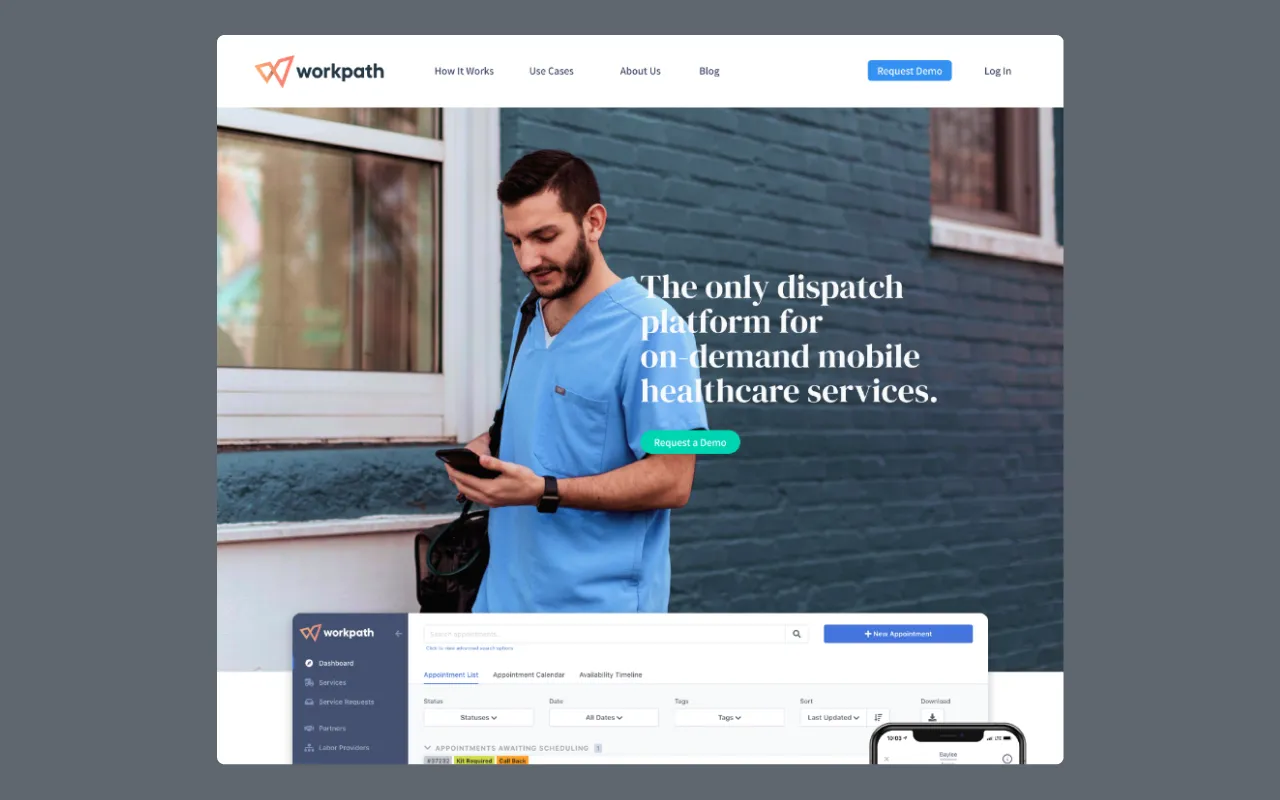 workpath
How It Works
Use Cases
About Us
Blog
Request Demo
Log In
The only dispatch
platform for
on-demand mobile
healthcare services.
Request a Demo
workpath
Search appointments...
+ New Appointment
Click to view advanced search options
Dashboard
Services
Service Requests
Partners
Labor Providers
Appointment List
Appointment Calendar
Availability Timeline
Status
Date
Tags
Sort
Download
Statuses
All Dates
Tags
Last Updated
APPOINTMENTS AWAITING SCHEDULING 1
#37232 Kit Required Call Back
10:03
LTE